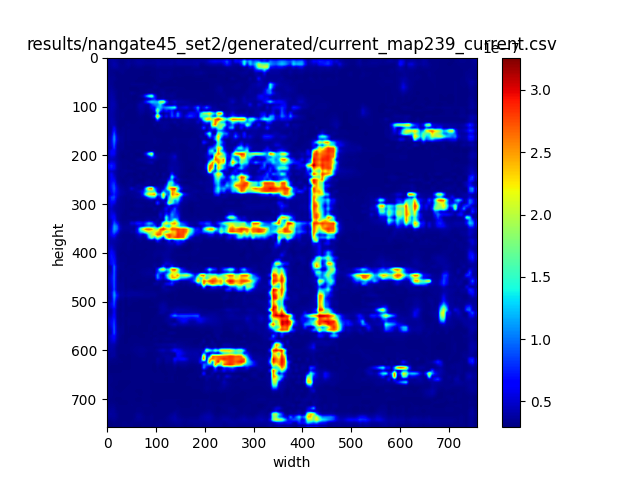 results/nangate45_set2/generated/current_map239_current.csv
1e−7
0
100
200
300
400
500
600
700
height
0 100 200 300 400 500 600 700
width
3.0
2.5
2.0
1.5
1.0
0.5